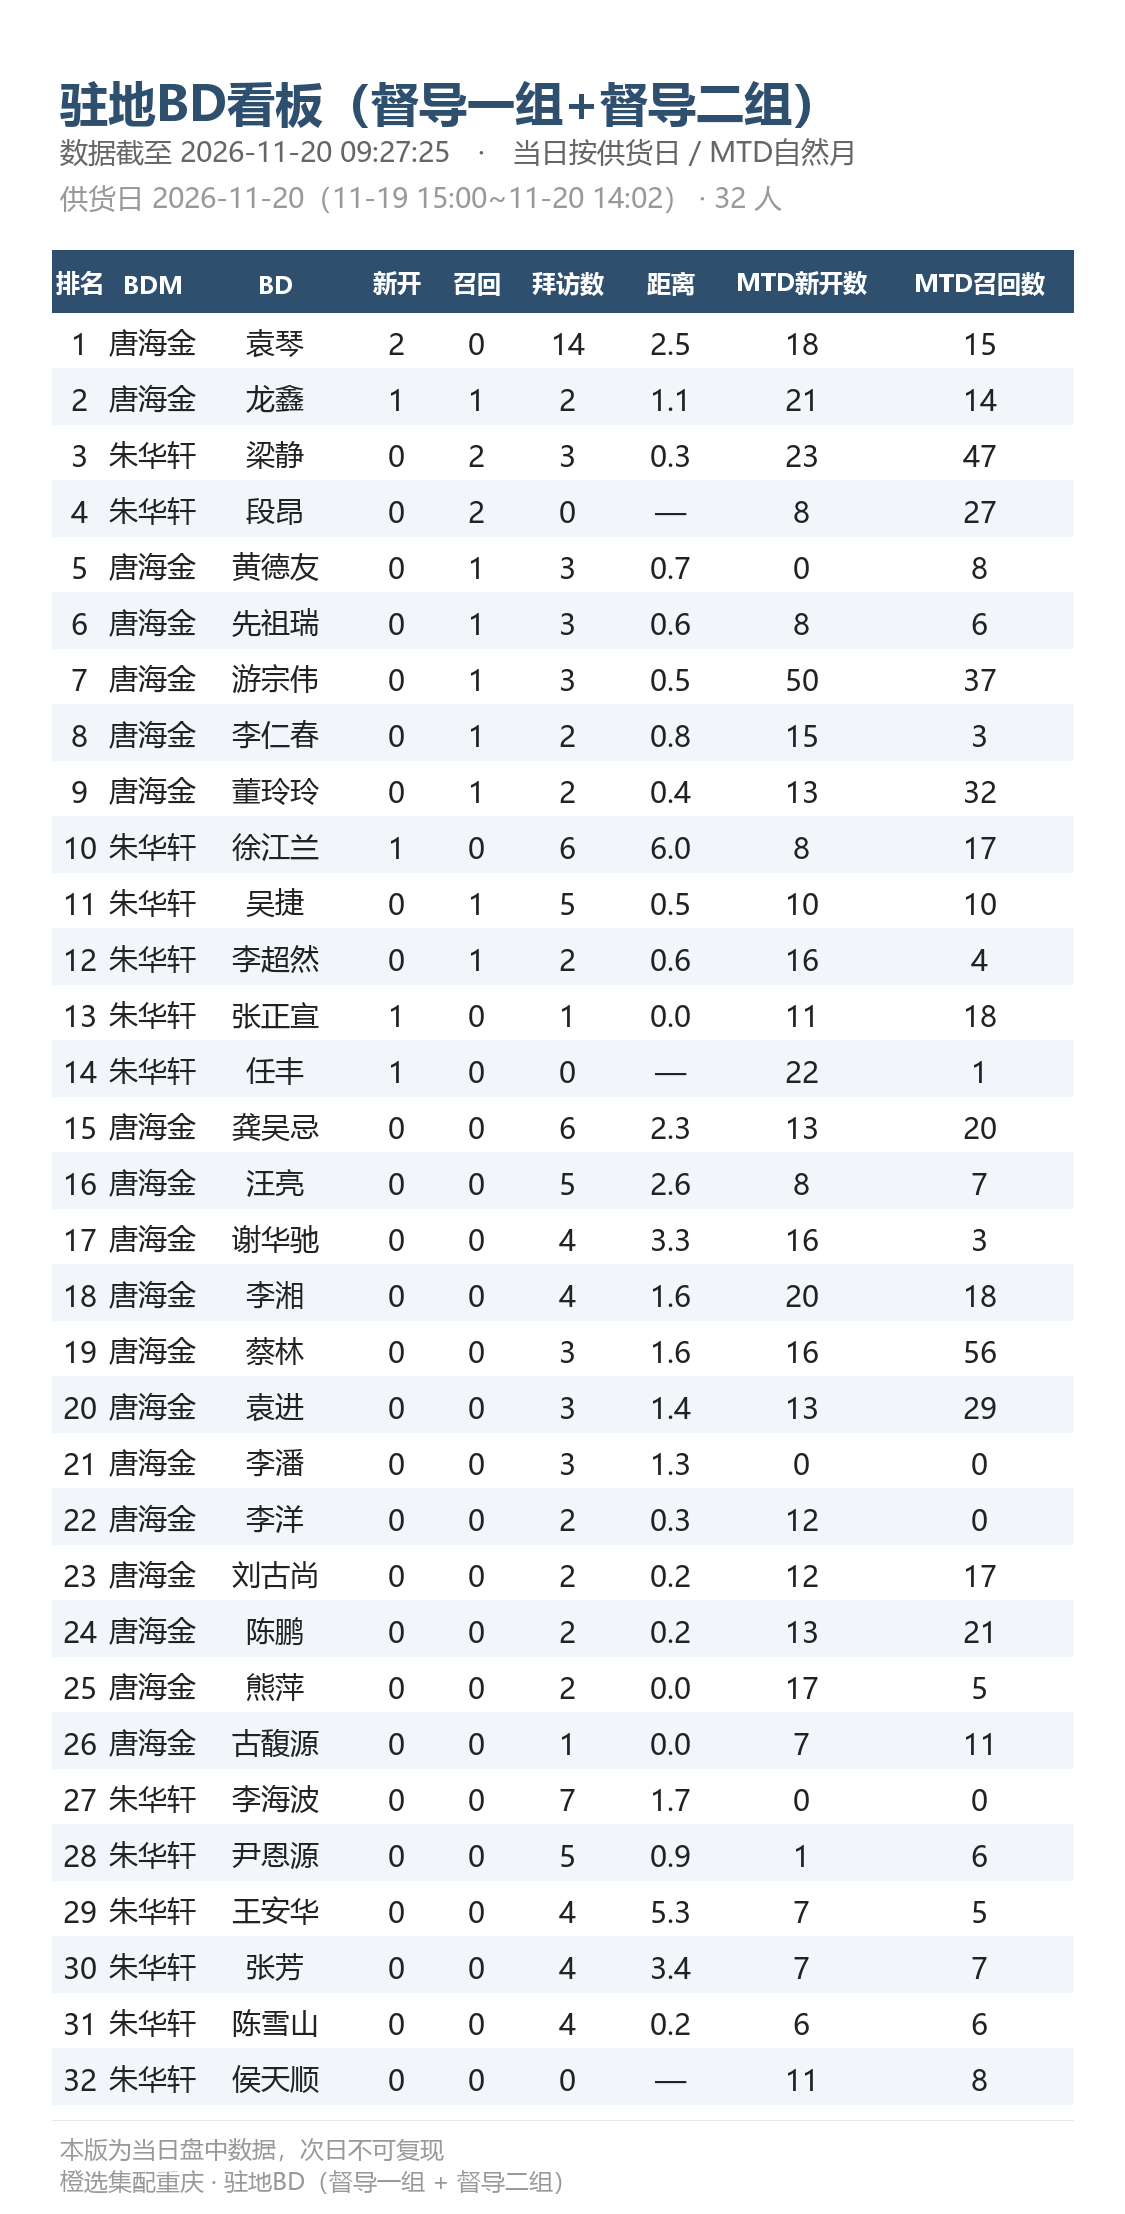 驻地BD看板（督导一组+督导二组）
数据截至 2026-11-20 09:27:25 · 当日按供货日 / MTD自然月
供货日 2026-11-20（11-19 15:00~11-20 14:02） · 32 人
排名 BDM BD 新开 召回 拜访数 距离 MTD新开数 MTD召回数
1 唐海金 袁琴 2 0 14 2.5 18 15
2 唐海金 龙鑫 1 1 2 1.1 21 14
3 朱华轩 梁静 0 2 3 0.3 23 47
4 朱华轩 段昂 0 2 0 — 8 27
5 唐海金 黄德友 0 1 3 0.7 0 8
6 唐海金 先祖瑞 0 1 3 0.6 8 6
7 唐海金 游宗伟 0 1 3 0.5 50 37
8 唐海金 李仁春 0 1 2 0.8 15 3
9 唐海金 董玲玲 0 1 2 0.4 13 32
10 朱华轩 徐江兰 1 0 6 6.0 8 17
11 朱华轩 吴捷 0 1 5 0.5 10 10
12 朱华轩 李超然 0 1 2 0.6 16 4
13 朱华轩 张正宣 1 0 1 0.0 11 18
14 朱华轩 任丰 1 0 0 — 22 1
15 唐海金 龚吴忌 0 0 6 2.3 13 20
16 唐海金 汪亮 0 0 5 2.6 8 7
17 唐海金 谢华驰 0 0 4 3.3 16 3
18 唐海金 李湘 0 0 4 1.6 20 18
19 唐海金 蔡林 0 0 3 1.6 16 56
20 唐海金 袁进 0 0 3 1.4 13 29
21 唐海金 李潘 0 0 3 1.3 0 0
22 唐海金 李洋 0 0 2 0.3 12 0
23 唐海金 刘古尚 0 0 2 0.2 12 17
24 唐海金 陈鹏 0 0 2 0.2 13 21
25 唐海金 熊萍 0 0 2 0.0 17 5
26 唐海金 古馥源 0 0 1 0.0 7 11
27 朱华轩 李海波 0 0 7 1.7 0 0
28 朱华轩 尹恩源 0 0 5 0.9 1 6
29 朱华轩 王安华 0 0 4 5.3 7 5
30 朱华轩 张芳 0 0 4 3.4 7 7
31 朱华轩 陈雪山 0 0 4 0.2 6 6
32 朱华轩 侯天顺 0 0 0 — 11 8
本版为当日盘中数据，次日不可复现
橙选集配重庆 · 驻地BD（督导一组 + 督导二组）